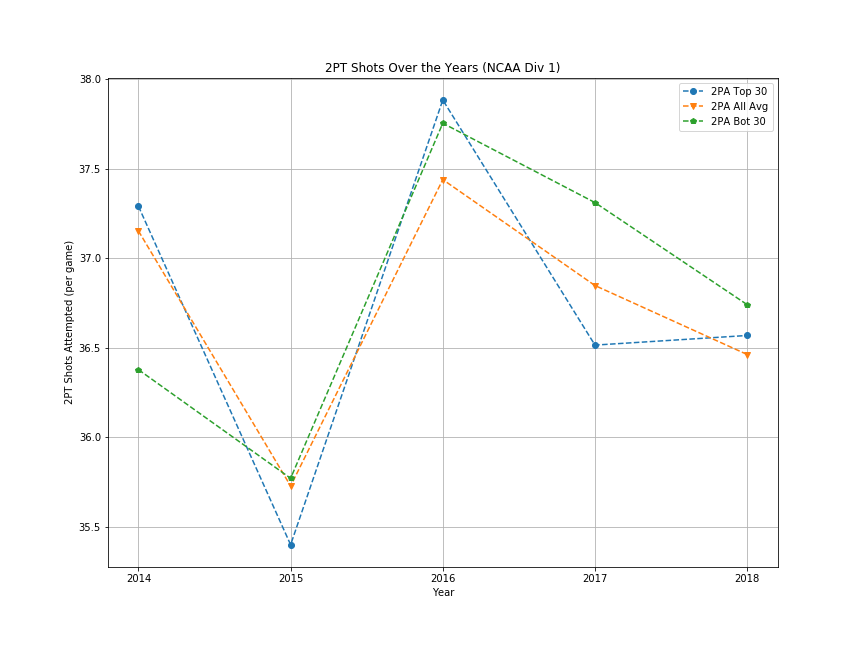 2PT Shots Over the Years (NCAA Div 1)
2PA Top 30
2PA All Avg
2PA Bot 30
2PT Shots Attempted (per game)
38.0
37.5
37.0
36.5
36.0
35.5
2014 2015 2016 2017 2018
Year